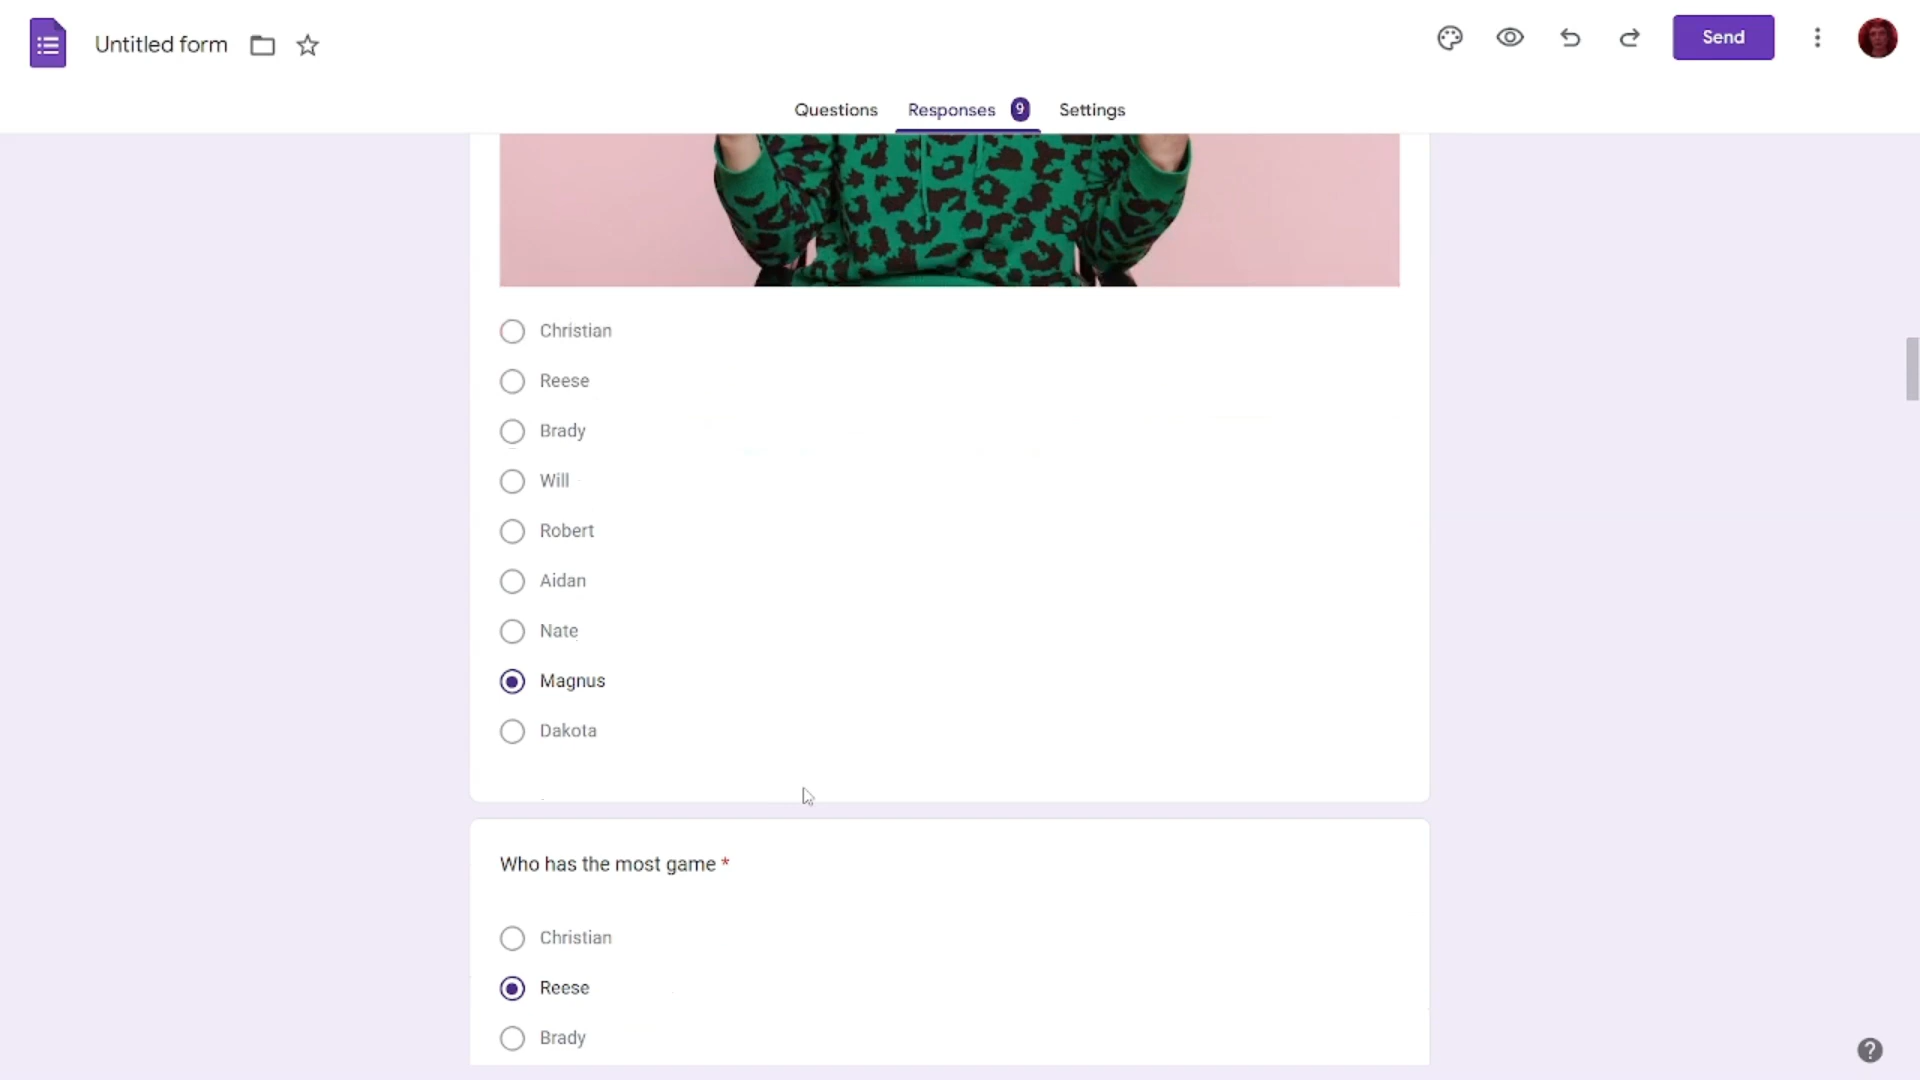 Untitled form
Send
Questions
Responses 9
Settings
Christian
Reese
Brady
Will
Robert
Aidan
Nate
Magnus
Dakota
Who has the most game *
Christian
Reese
Brady
?